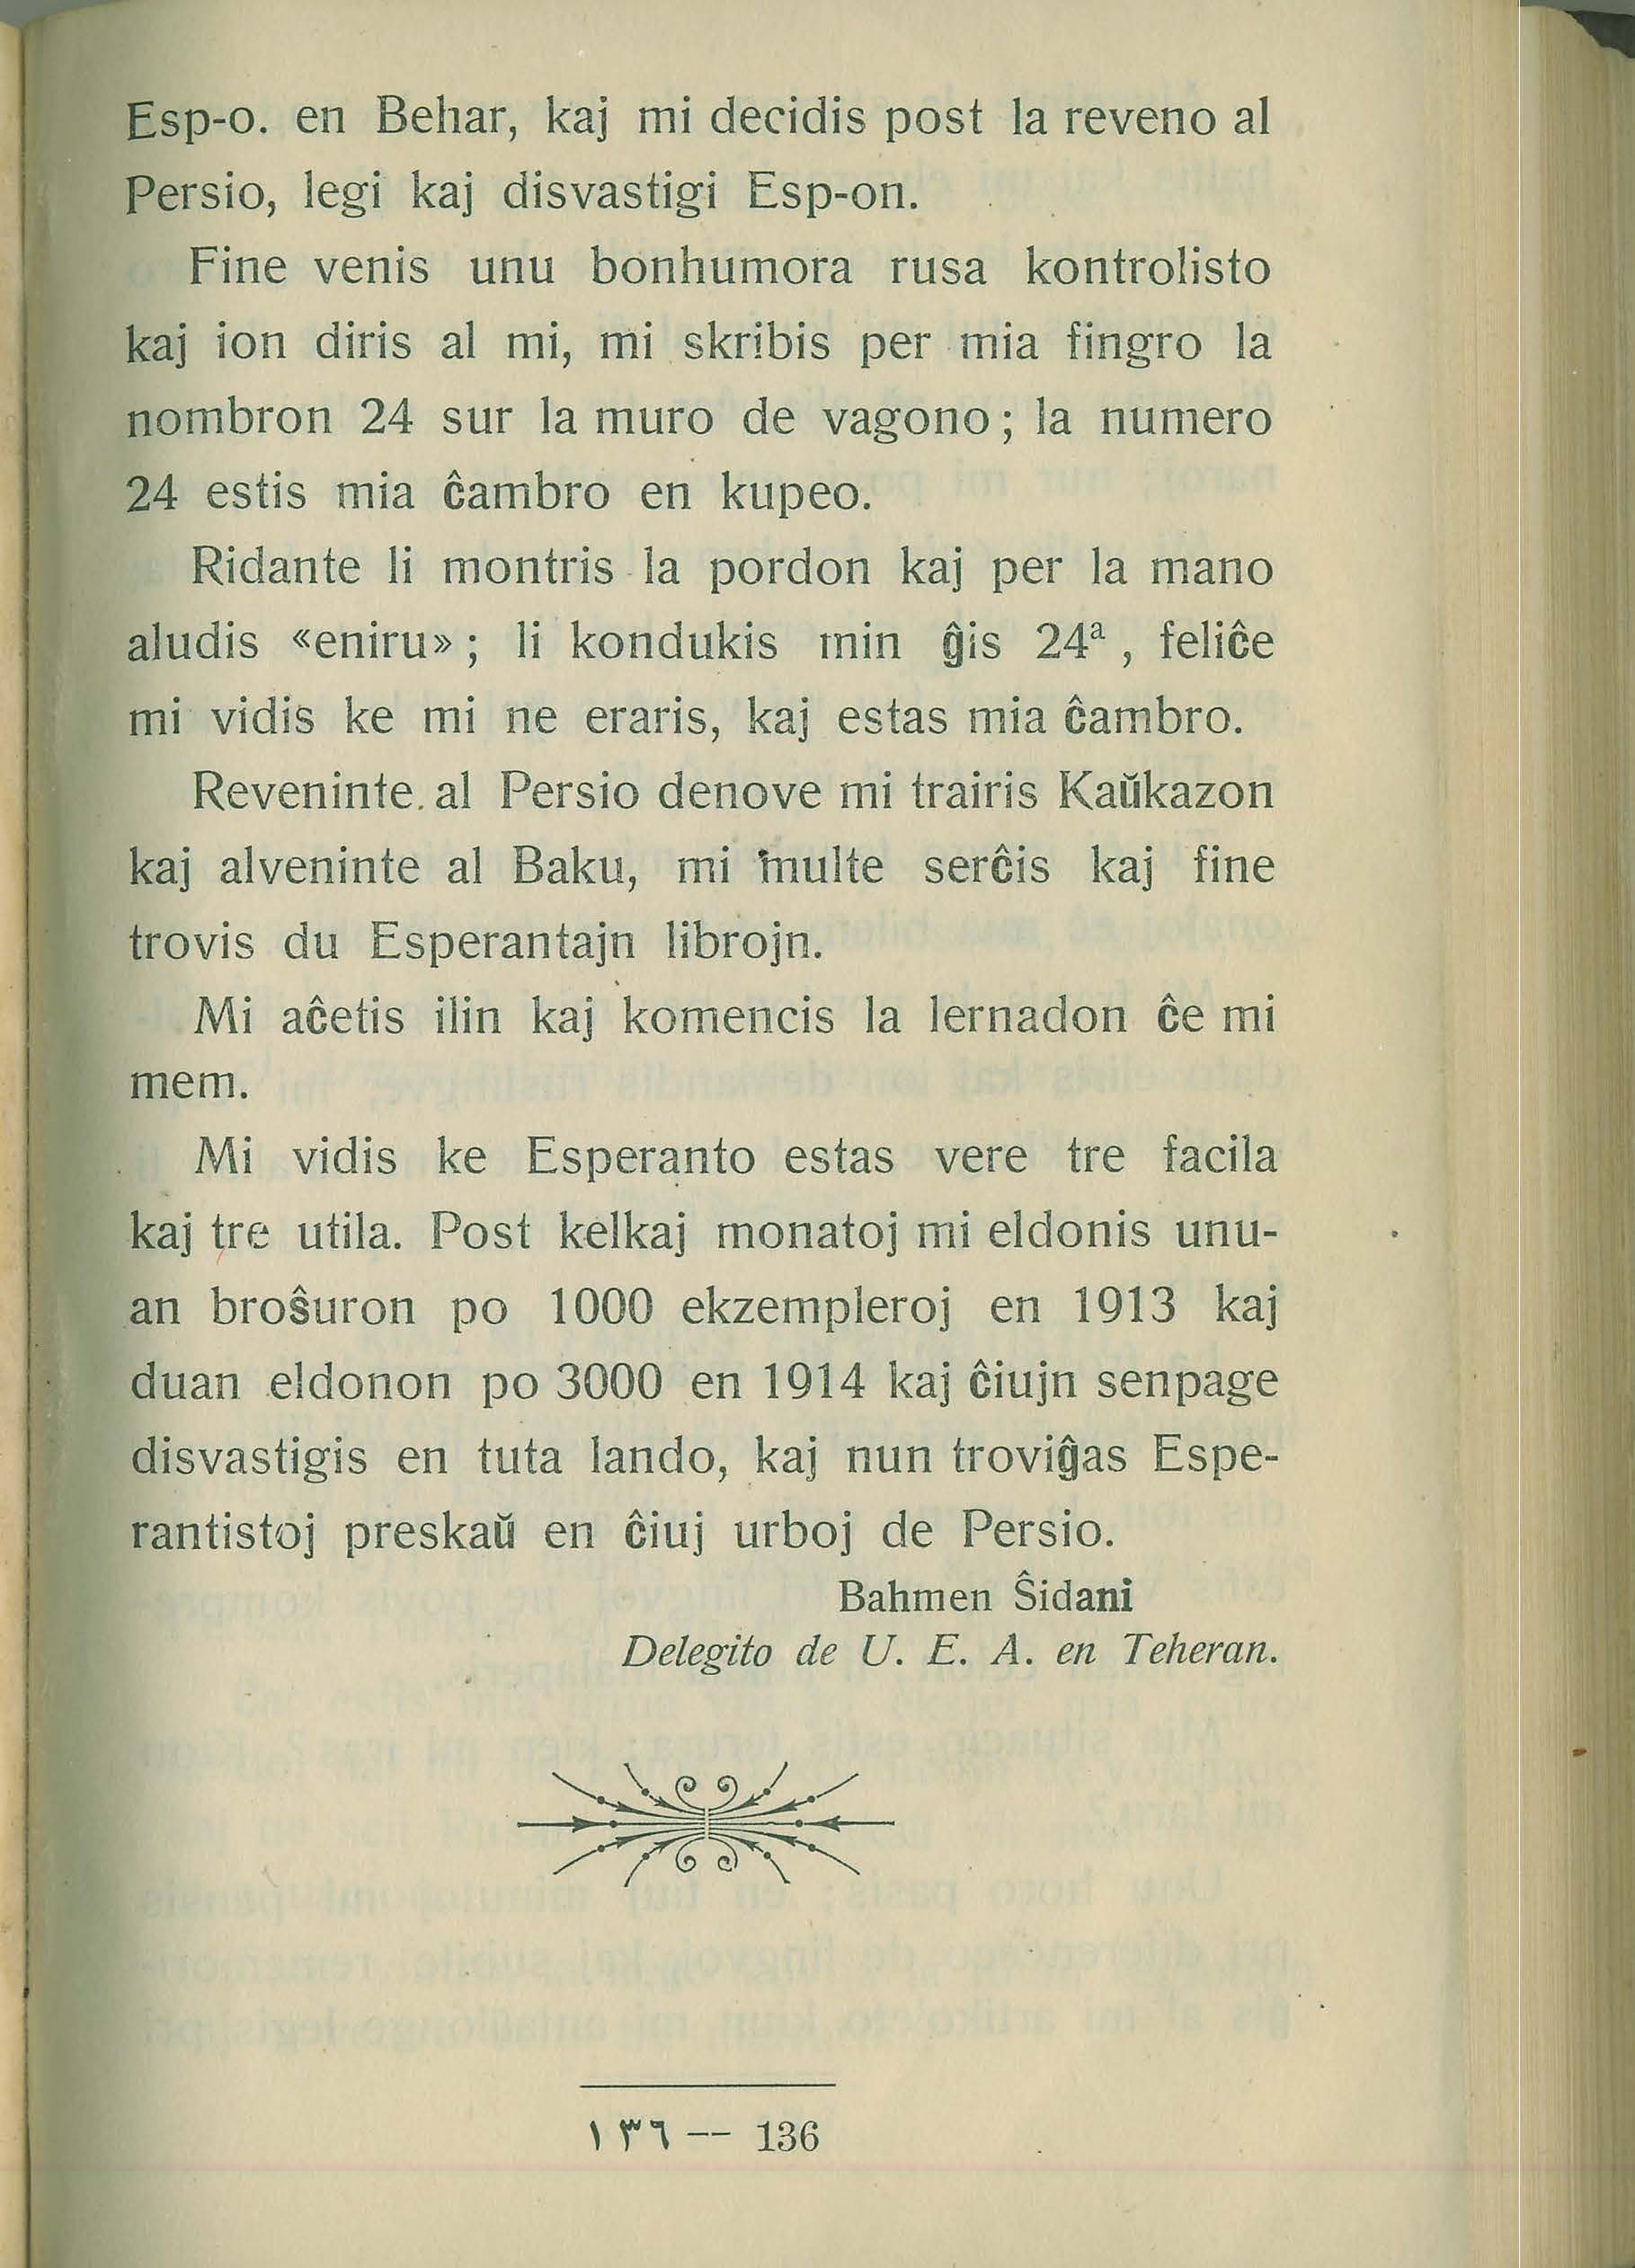 Esp-o. en Behar, kaj mi decidis post la reveno al
Persio, legi kaj disvastigi Esp-on.
Fine venis unu bonhumora rusa kontrolisto
kaj ion diris al mi, mi skribis per mia fingro la
nombron 24 sur la muro de vagono; la numero
24 estis mia ĉambro en kupeo.
Ridante li montris la pordon kaj per la mano
aludis «eniru»; li kondukis min ĝis 24ª, feliĉe
mi vidis ke mi ne eraris, kaj estas mia ĉambro.
Reveninte al Persio denove mi trairis Kaŭkazon
kaj alveninte al Baku, mi multe serĉis kaj fine
trovis du Esperantajn librojn.
Mi aĉetis ilin kaj komencis la lernadon ĉe mi
mem.
Mi vidis ke Esperanto estas vere tre facila
kaj tre utila. Post kelkaj monatoj mi eldonis unu-
an broŝuron po 1000 ekzempleroj en 1913 kaj
duan eldonon po 3000 en 1914 kaj ĉiujn senpage
disvastigis en tuta lando, kaj nun troviĝas Espe-
rantistoj preskaŭ en ĉiuj urboj de Persio.
Bahmen Ŝidani
Delegito de U. E. A. en Teheran.
١٣٦ -- 136